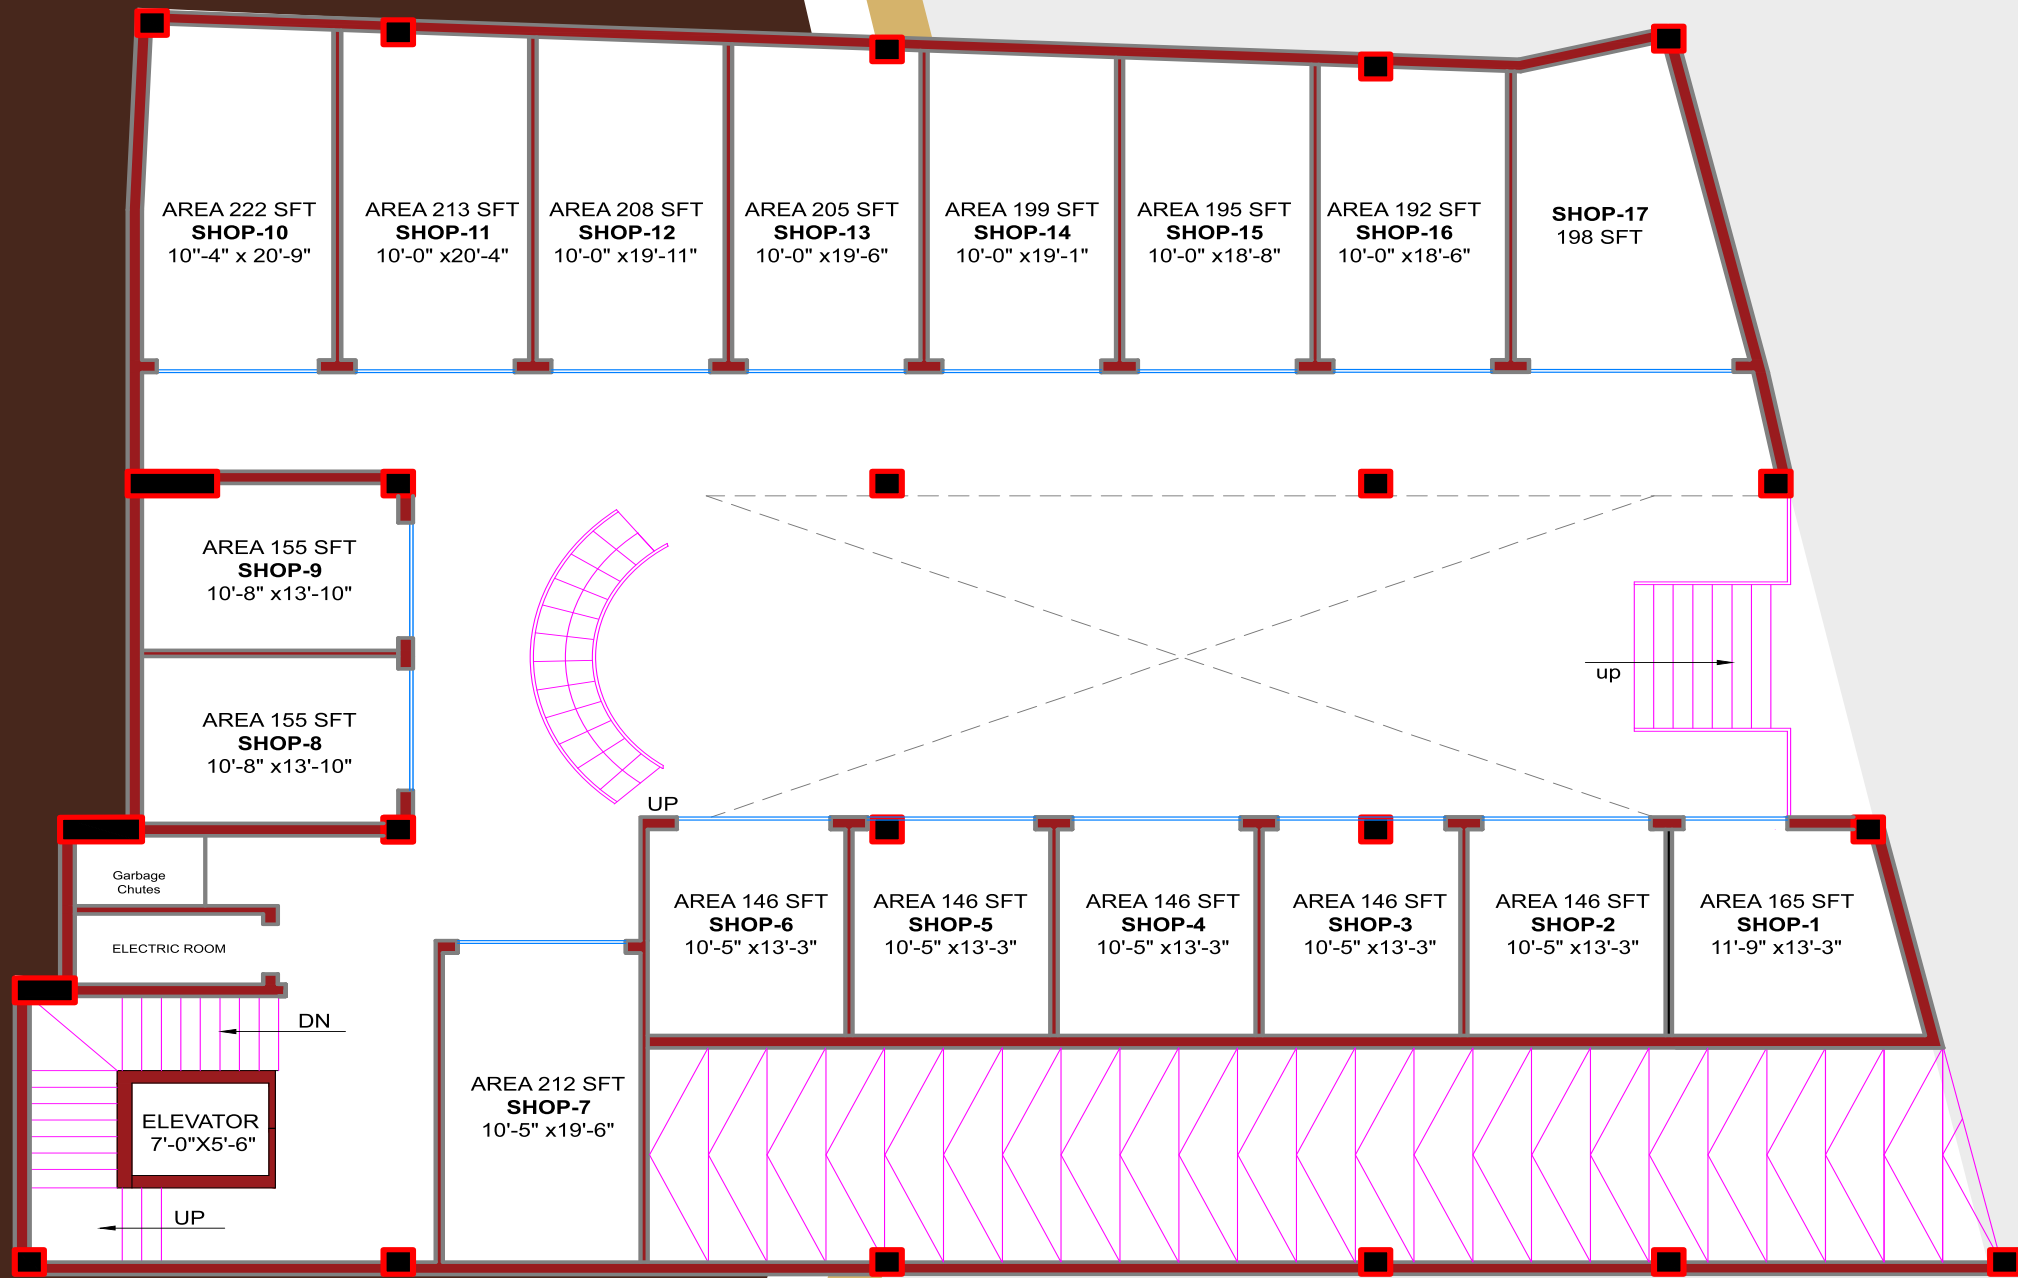 AREA 222 SFT
SHOP-10
10"-4" x 20'-9"
AREA 213 SFT
SHOP-11
10'-0" x20'-4"
AREA 208 SFT
SHOP-12
10'-0" x19'-11"
AREA 205 SFT
SHOP-13
10'-0" x19'-6"
AREA 199 SFT
SHOP-14
10'-0" x19'-1"
AREA 195 SFT
SHOP-15
10'-0" x18'-8"
AREA 192 SFT
SHOP-16
10'-0" x18'-6"
SHOP-17
198 SFT
AREA 155 SFT
SHOP-9
10'-8" x13'-10"
AREA 155 SFT
SHOP-8
10'-8" x13'-10"
up
UP
Garbage
Chutes
ELECTRIC ROOM
AREA 146 SFT
SHOP-6
10'-5" x13'-3"
AREA 146 SFT
SHOP-5
10'-5" x13'-3"
AREA 146 SFT
SHOP-4
10'-5" x13'-3"
AREA 146 SFT
SHOP-3
10'-5" x13'-3"
AREA 146 SFT
SHOP-2
10'-5" x13'-3"
AREA 165 SFT
SHOP-1
11'-9" x13'-3"
DN
ELEVATOR
7'-0"X5'-6"
AREA 212 SFT
SHOP-7
10'-5" x19'-6"
UP